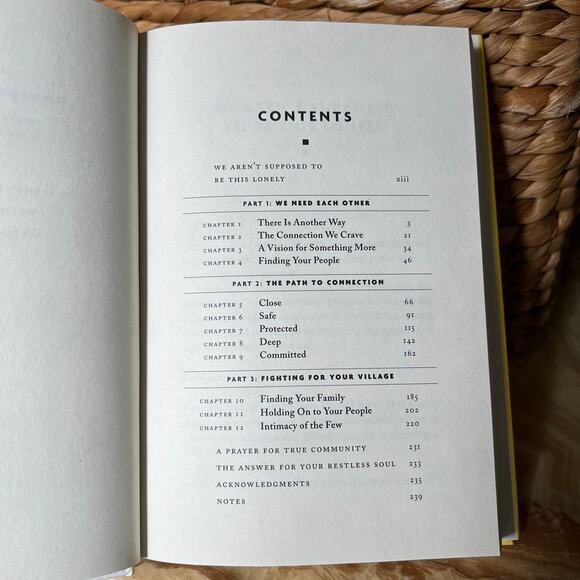 CONTENTS
WE AREN'T SUPPOSED TO
BE THIS LONELY xiii
PART 1: WE NEED EACH OTHER
CHAPTER 1 There Is Another Way 3
CHAPTER 2 The Connection We Crave 21
CHAPTER 3 A Vision for Something More 34
CHAPTER 4 Finding Your People 46
PART 2: THE PATH TO CONNECTION
CHAPTER 5 Close 66
CHAPTER 6 Safe 91
CHAPTER 7 Protected 115
CHAPTER 8 Deep 142
CHAPTER 9 Committed 162
PART 3: FIGHTING FOR YOUR VILLAGE
CHAPTER 10 Finding Your Family 185
CHAPTER 11 Holding On to Your People 202
CHAPTER 12 Intimacy of the Few 220
A PRAYER FOR TRUE COMMUNITY 231
THE ANSWER FOR YOUR RESTLESS SOUL 233
ACKNOWLEDGMENTS 235
NOTES 239